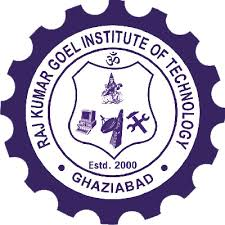 RAJ KUMAR GOEL INSTITUTE OF TECHNOLOGY
ॐ
Estd. 2000
• GHAZIABAD •